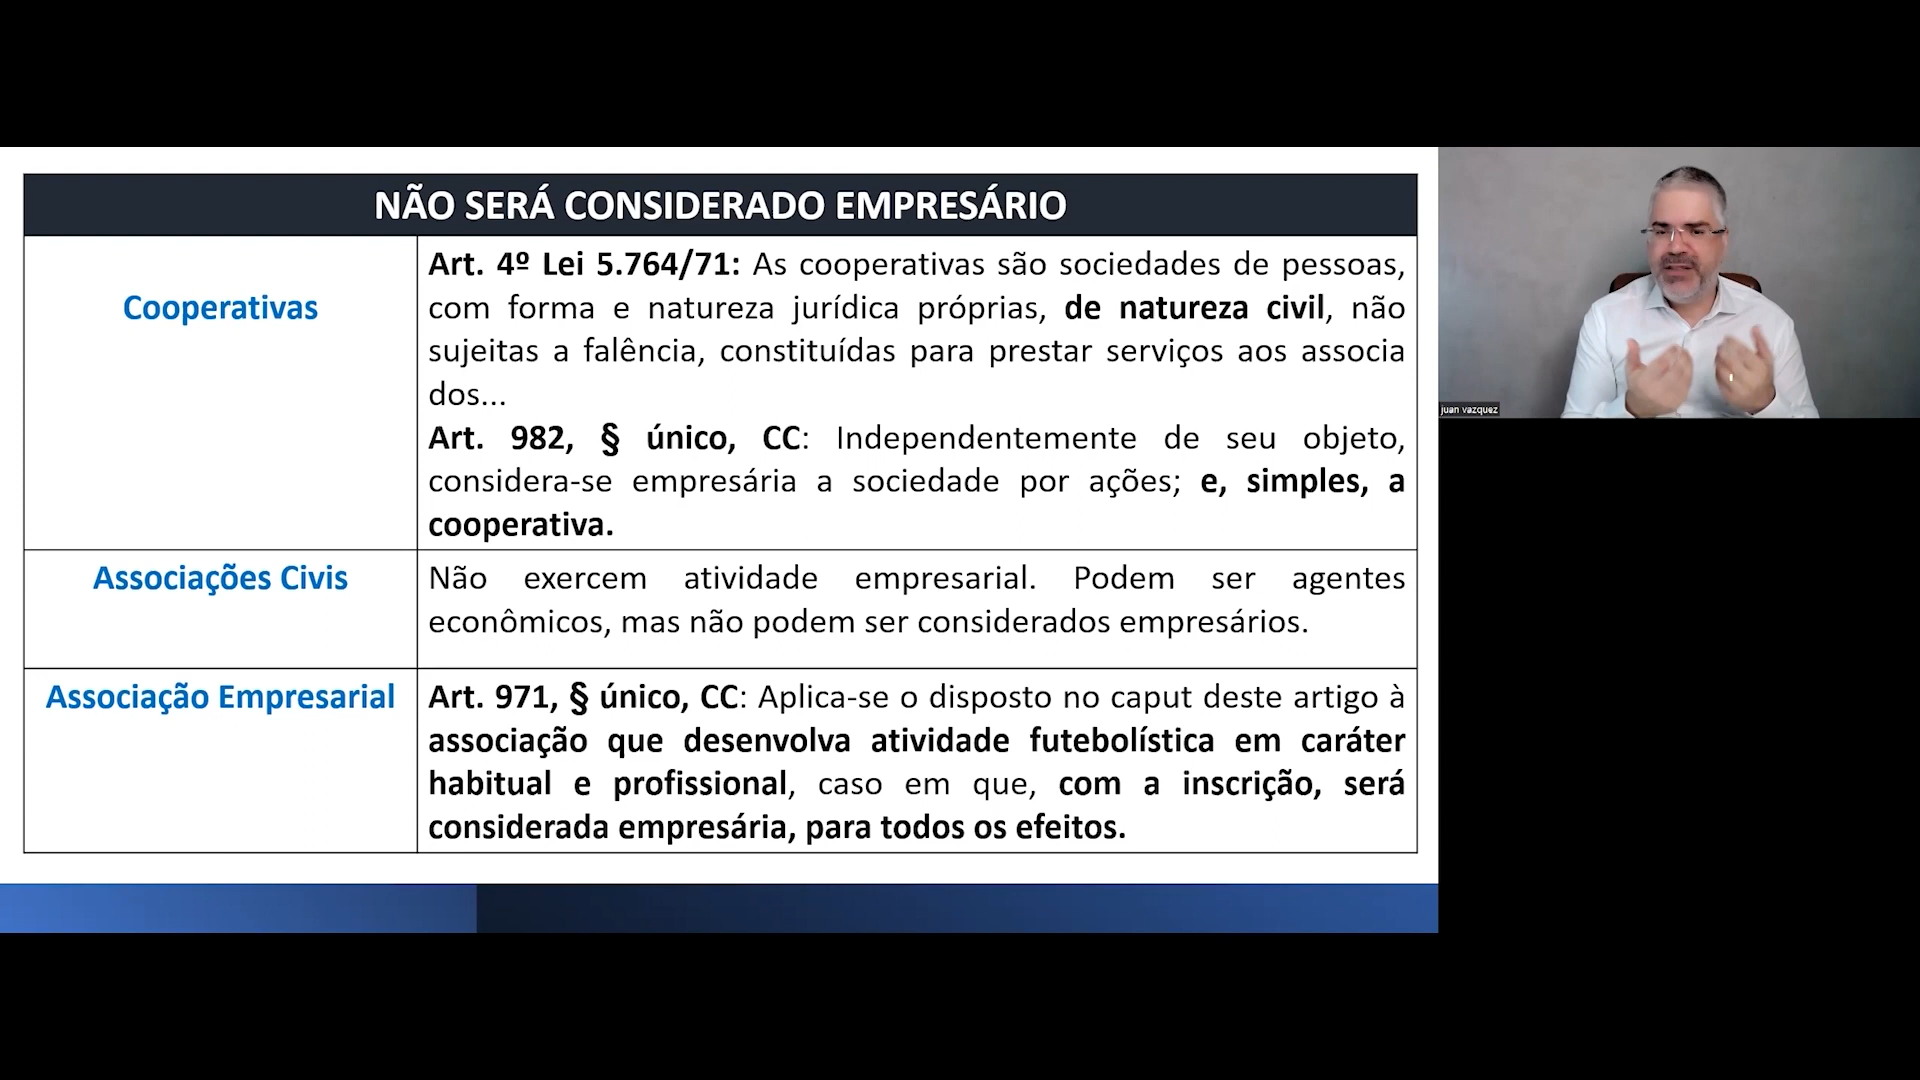 NÃO SERÁ CONSIDERADO EMPRESÁRIO
Cooperativas
Art. 4º Lei 5.764/71: As cooperativas são sociedades de pessoas,
com forma e natureza jurídica próprias, de natureza civil, não
sujeitas a falência, constituídas para prestar serviços aos associa
dos...
Art. 982, § único, CC: Independentemente de seu objeto,
considera-se empresária a sociedade por ações; e, simples, a
cooperativa.
Associações Civis
Não exercem atividade empresarial. Podem ser agentes
econômicos, mas não podem ser considerados empresários.
Associação Empresarial
Art. 971, § único, CC: Aplica-se o disposto no caput deste artigo à
associação que desenvolva atividade futebolística em caráter
habitual e profissional, caso em que, com a inscrição, será
considerada empresária, para todos os efeitos.
juan vazquez